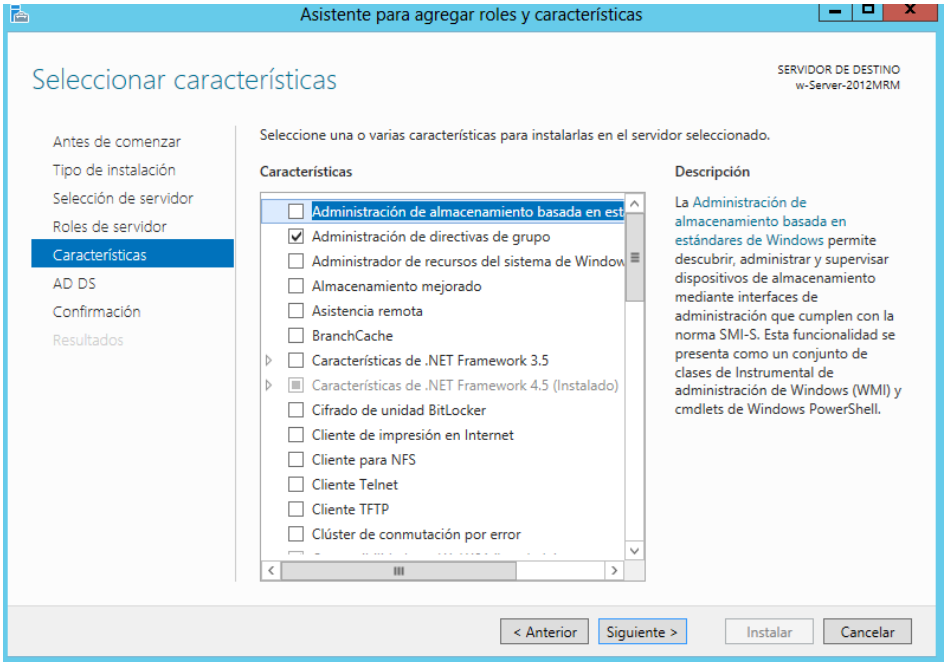 Asistente para agregar roles y características
Seleccionar características
SERVIDOR DE DESTINO
w-Server-2012MRM
Antes de comenzar
Tipo de instalación
Selección de servidor
Roles de servidor
Características
AD DS
Confirmación
Resultados
Seleccione una o varias características para instalarlas en el servidor seleccionado.
Características
Administración de almacenamiento basada en est
Administración de directivas de grupo
Administrador de recursos del sistema de Window
Almacenamiento mejorado
Asistencia remota
BranchCache
Características de .NET Framework 3.5
Características de .NET Framework 4.5 (Instalado)
Cifrado de unidad BitLocker
Cliente de impresión en Internet
Cliente para NFS
Cliente Telnet
Cliente TFTP
Clúster de conmutación por error
Descripción
La Administración de
almacenamiento basada en
estándares de Windows permite
descubrir, administrar y supervisar
dispositivos de almacenamiento
mediante interfaces de
administración que cumplen con la
norma SMI-S. Esta funcionalidad se
presenta como un conjunto de
clases de Instrumental de
administración de Windows (WMI) y
cmdlets de Windows PowerShell.
< Anterior
Siguiente >
Instalar
Cancelar